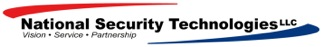 National Security Technologies LLC
Vision • Service • Partnership